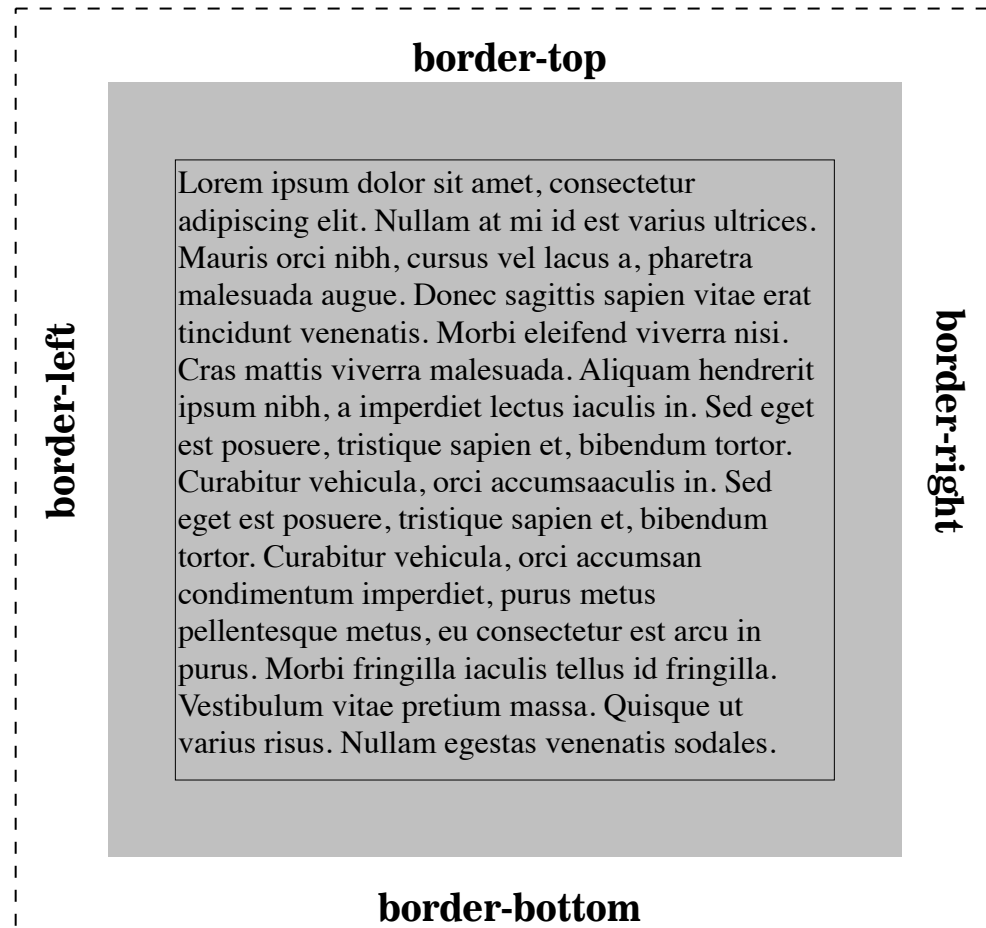 border-top
border-left
Lorem ipsum dolor sit amet, consectetur
adipiscing elit. Nullam at mi id est varius ultrices.
Mauris orci nibh, cursus vel lacus a, pharetra
malesuada augue. Donec sagittis sapien vitae erat
tincidunt venenatis. Morbi eleifend viverra nisi.
Cras mattis viverra malesuada. Aliquam hendrerit
ipsum nibh, a imperdiet lectus iaculis in. Sed eget
est posuere, tristique sapien et, bibendum tortor.
Curabitur vehicula, orci accumsaaculis in. Sed
eget est posuere, tristique sapien et, bibendum
tortor. Curabitur vehicula, orci accumsan
condimentum imperdiet, purus metus
pellentesque metus, eu consectetur est arcu in
purus. Morbi fringilla iaculis tellus id fringilla.
Vestibulum vitae pretium massa. Quisque ut
varius risus. Nullam egestas venenatis sodales.
border-right
border-bottom